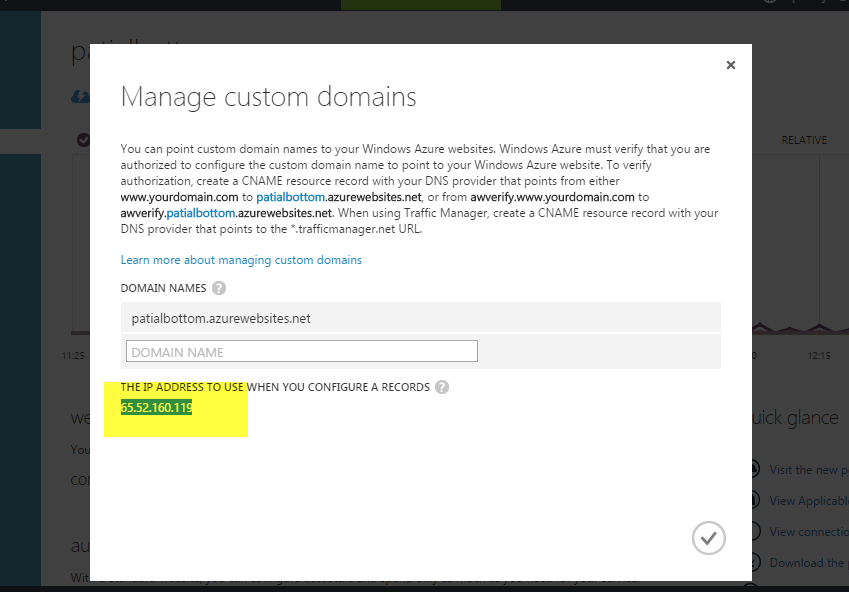 Manage custom domains
RELATIVE
You can point custom domain names to your Windows Azure websites. Windows Azure must verify that you are
authorized to configure the custom domain name to point to your Windows Azure website. To verify
authorization, create a CNAME resource record with your DNS provider that points from either
www.yourdomain.com to patialbottom.azurewebsites.net, or from awverify.www.yourdomain.com to
awverify.patialbottom.azurewebsites.net. When using Traffic Manager, create a CNAME resource record with your
DNS provider that points to the *.trafficmanager.net URL.
Learn more about managing custom domains
DOMAIN NAMES ?
patialbottom.azurewebsites.net
DOMAIN NAME
11:25
12:15
THE IP ADDRESS TO USE WHEN YOU CONFIGURE A RECORDS ?
65.52.160.119
uick glance
You
Visit the new p
View Applicabl
View connectio
Download the